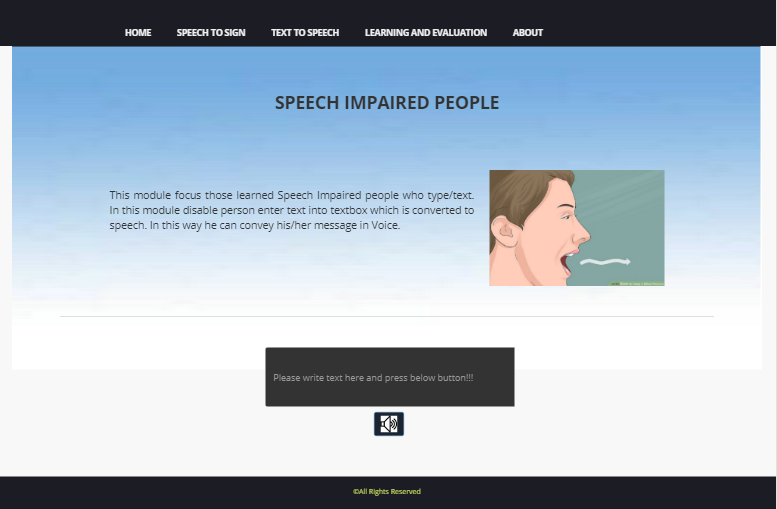 HOME SPEECH TO SIGN TEXT TO SPEECH LEARNING AND EVALUATION ABOUT
SPEECH IMPAIRED PEOPLE
This module focus those learned Speech Impaired people who type/text.
In this module disable person enter text into textbox which is converted to
speech. In this way he can convey his/her message in Voice.
Please write text here and press below button!!!
©All Rights Reserved